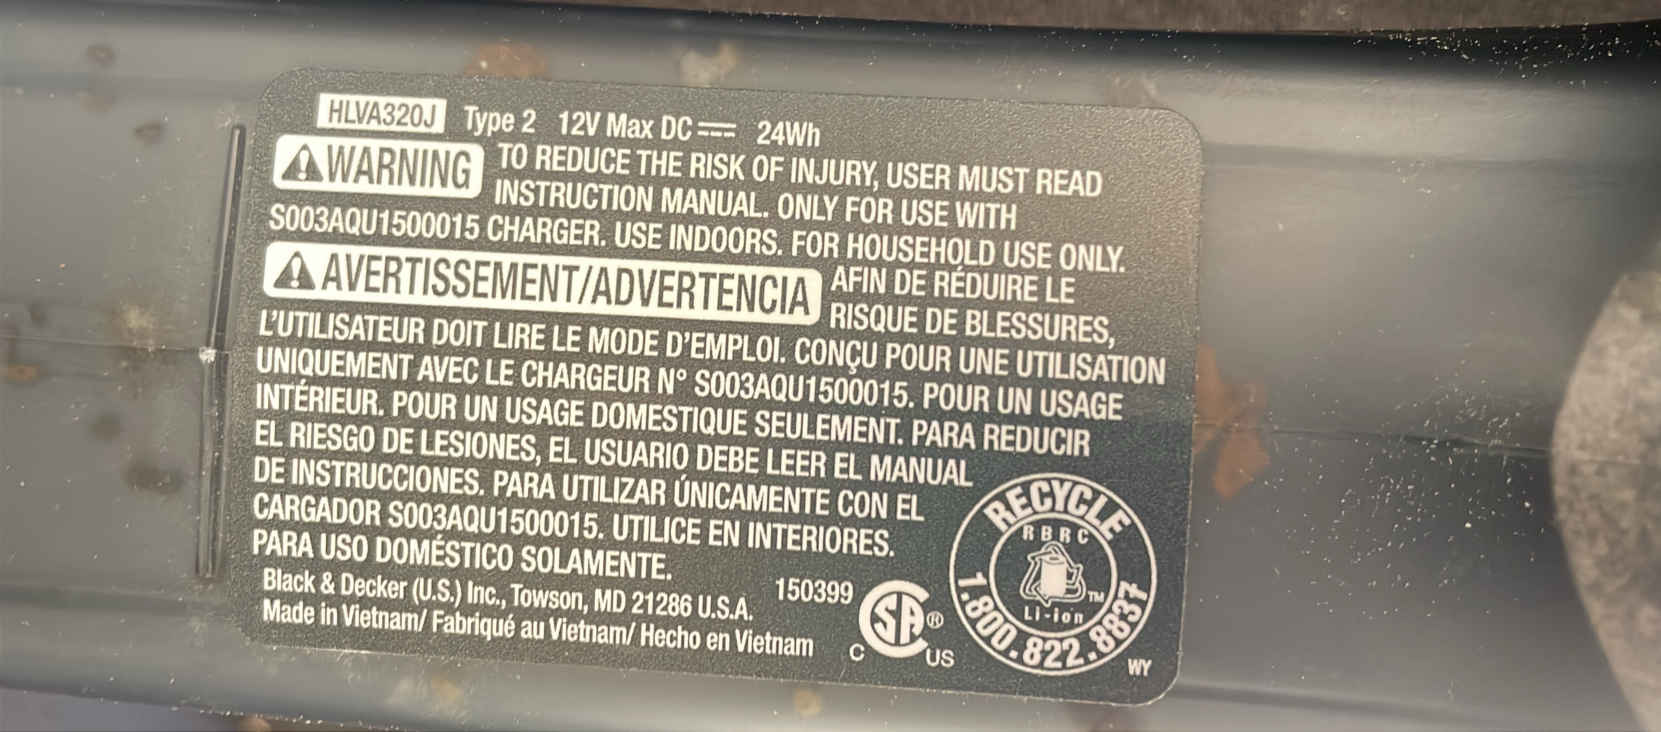 HLVA320J Type 2 12V Max DC 24Wh
WARNING TO REDUCE THE RISK OF INJURY, USER MUST READ
INSTRUCTION MANUAL. ONLY FOR USE WITH
S003AQU1500015 CHARGER. USE INDOORS. FOR HOUSEHOLD USE ONLY.
AVERTISSEMENT/ADVERTENCIA AFIN DE RÉDUIRE LE
RISQUE DE BLESSURES,
L'UTILISATEUR DOIT LIRE LE MODE D'EMPLOI. CONÇU POUR UNE UTILISATION
UNIQUEMENT AVEC LE CHARGEUR N° S003AQU1500015. POUR UN USAGE
INTÉRIEUR. POUR UN USAGE DOMESTIQUE SEULEMENT. PARA REDUCIR
EL RIESGO DE LESIONES, EL USUARIO DEBE LEER EL MANUAL
DE INSTRUCCIONES. PARA UTILIZAR ÚNICAMENTE CON EL
CARGADOR S003AQU1500015. UTILICE EN INTERIORES.
PARA USO DOMÉSTICO SOLAMENTE.
Black & Decker (U.S.) Inc., Towson, MD 21286 U.S.A.
Made in Vietnam/ Fabriqué au Vietnam/ Hecho en Vietnam
150399
SA®
C US
RECYCLE
RBRC
TM
Li-ion
1.800.822.8837
WY